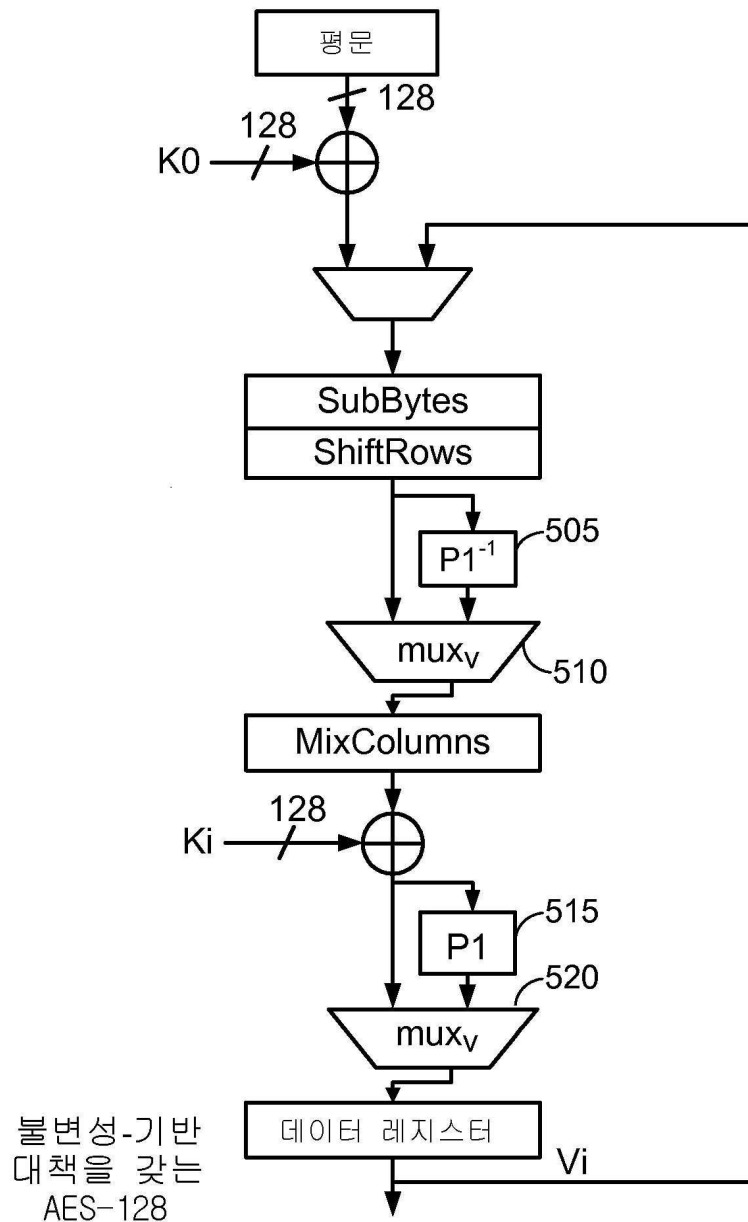 평문
128
128
K0
SubBytes
ShiftRows
505
P1⁻¹
muxᵥ
510
MixColumns
128
Ki
515
P1
520
muxᵥ
데이터 레지스터
Vi
불변성-기반
대책을 갖는
AES-128